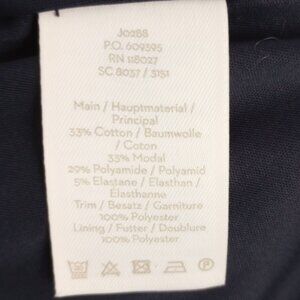 J0288
P.O. 609395
RN 118027
SC.8037 / 3151
Main / Hauptmaterial /
Principal
33% Cotton / Baumwolle
/ Coton
33% Modal
29% Polyamide / Polyamid
5% Elastane / Elasthan /
Elasthanne
Trim / Besatz / Garniture
100% Polyester
Lining / Futter / Doublure
100% Polyester